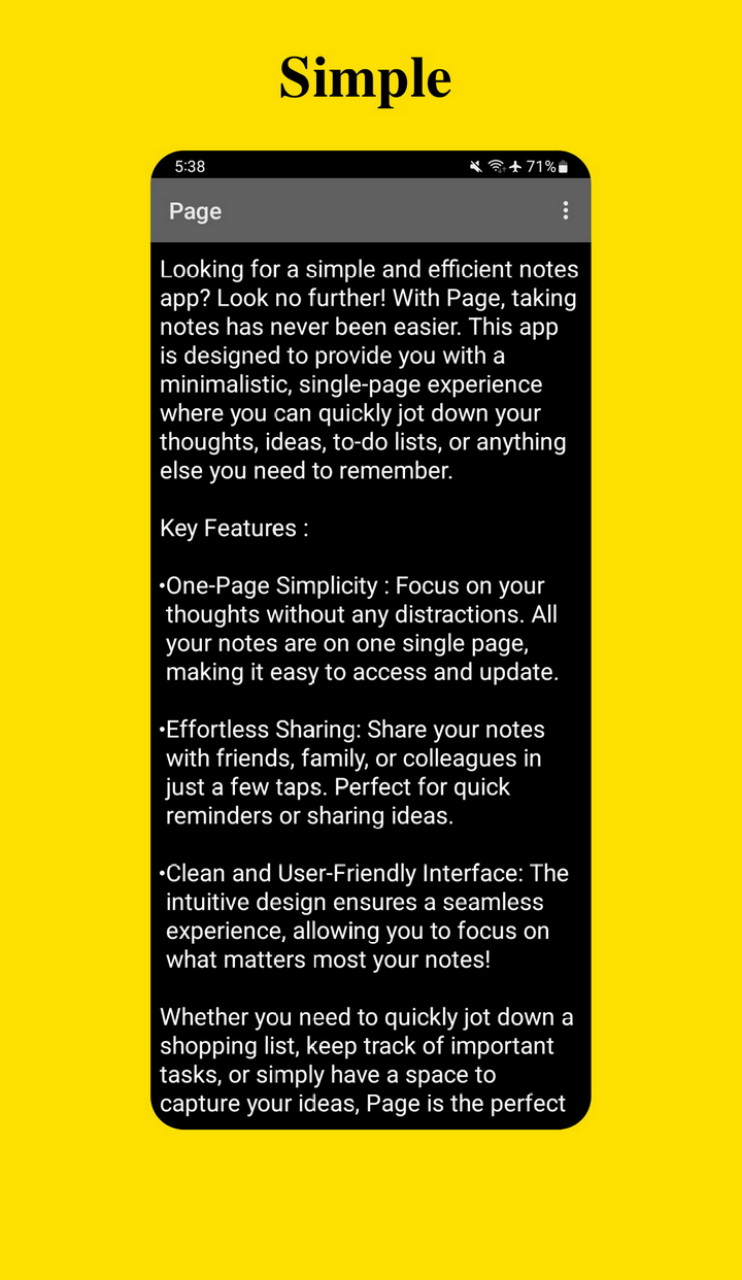 Simple
5:38
71%
Page
Looking for a simple and efficient notes
app? Look no further! With Page, taking
notes has never been easier. This app
is designed to provide you with a
minimalistic, single-page experience
where you can quickly jot down your
thoughts, ideas, to-do lists, or anything
else you need to remember.
Key Features :
•One-Page Simplicity : Focus on your
thoughts without any distractions. All
your notes are on one single page,
making it easy to access and update.
•Effortless Sharing: Share your notes
with friends, family, or colleagues in
just a few taps. Perfect for quick
reminders or sharing ideas.
•Clean and User-Friendly Interface: The
intuitive design ensures a seamless
experience, allowing you to focus on
what matters most your notes!
Whether you need to quickly jot down a
shopping list, keep track of important
tasks, or simply have a space to
capture your ideas, Page is the perfect